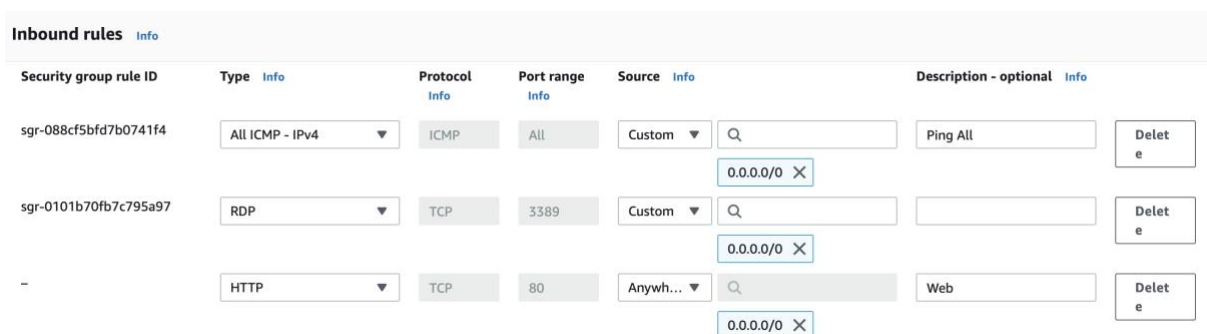 Inbound rules Info
Security group rule ID Type Info Protocol Info Port range Info Source Info Description - optional Info
sgr-088cf5bfd7b0741f4 All ICMP - IPv4 ICMP All Custom Ping All Delet
e
0.0.0.0/0
sgr-0101b70fb7c795a97 RDP TCP 3389 Custom Delet
e
0.0.0.0/0
– HTTP TCP 80 Anywh... Web Delet
e
0.0.0.0/0